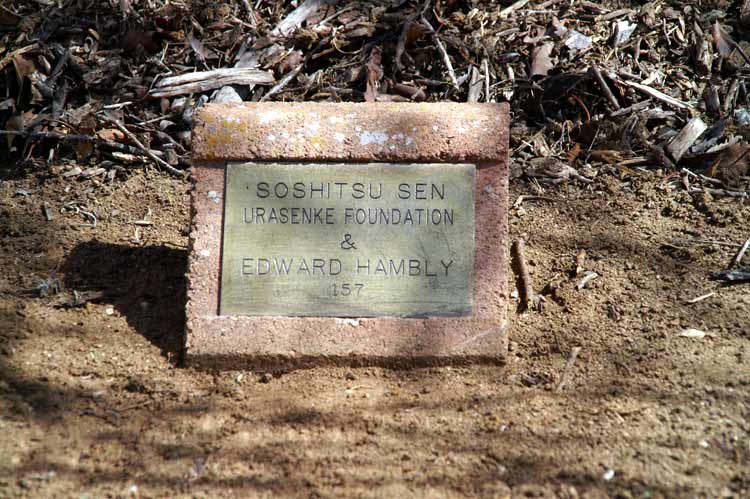 SOSHITSU SEN
URASENKE FOUNDATION
&
EDWARD HAMBLY
157